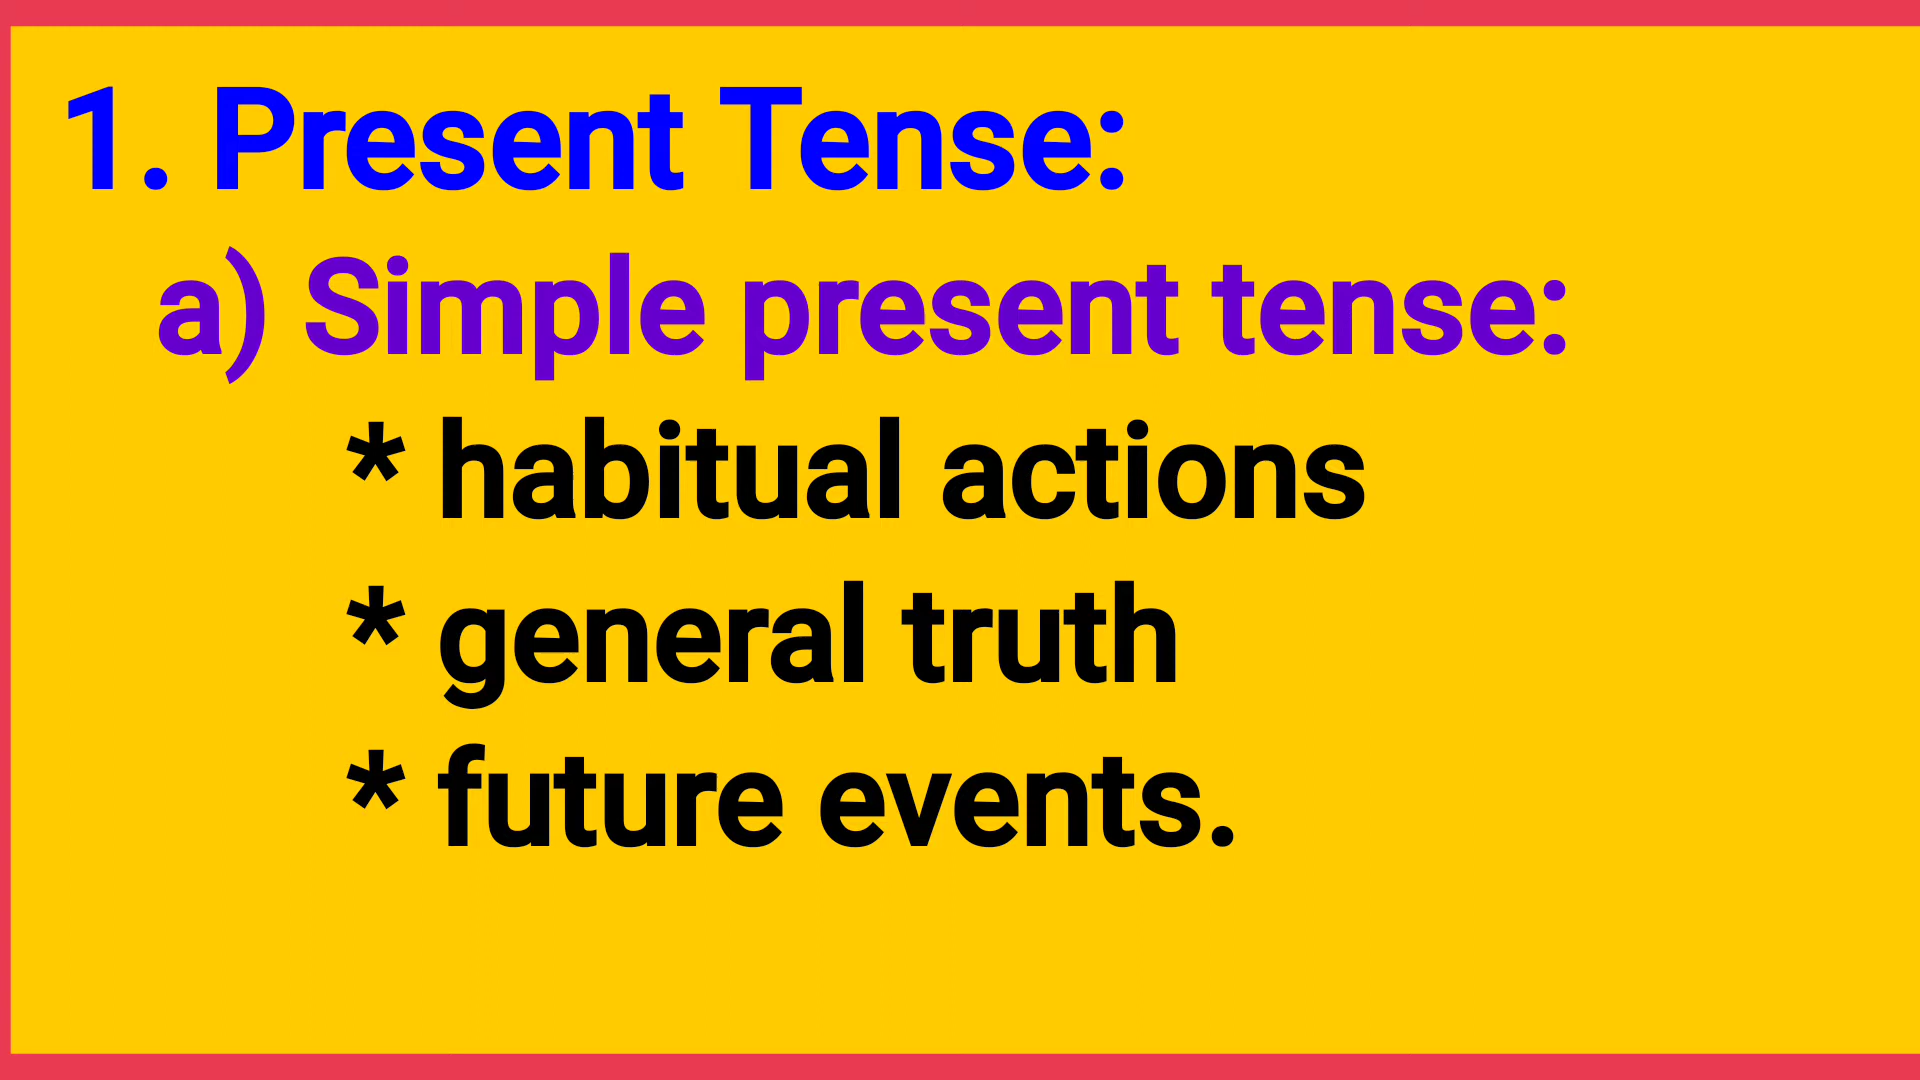 1. Present Tense:
a) Simple present tense:
* habitual actions
* general truth
* future events.